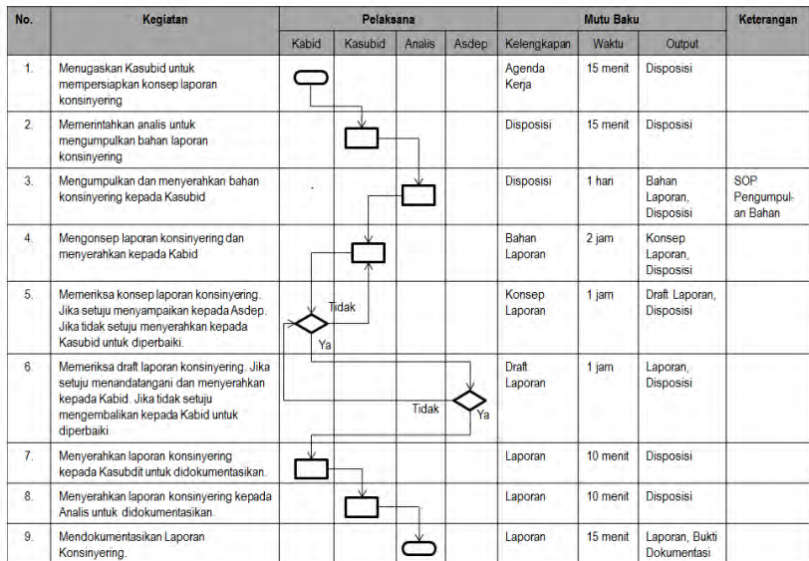 No. Kegiatan Pelaksana Mutu Baku Keterangan
Kabid Kasubid Analis Asdep Kelengkapan Waktu Output
1. Menugaskan Kasubid untuk Agenda 15 menit Disposisi
mempersiapkan konsep laporan Kerja
konsinyering
2. Memerintahkan analis untuk Disposisi 15 menit Disposisi
mengumpulkan bahan laporan
konsinyering
3. Mengumpulkan dan menyerahkan bahan Disposisi 1 hari Bahan SOP
konsinyering kepada Kasubid Laporan, Pengumpul-
Disposisi an Bahan
4. Mengonsep laporan konsinyering dan Bahan 2 jam Konsep
menyerahkan kepada Kabid Laporan Laporan,
Disposisi
5. Memeriksa konsep laporan konsinyering. Konsep 1 jam Draft Laporan,
Jika setuju menyampaikan kepada Asdep. Tidak Laporan Disposisi
Jika tidak setuju menyerahkan kepada
Kasubid untuk diperbaiki. Ya
6. Memeriksa draft laporan konsinyering. Jika Draft 1 jam Laporan,
setuju menandatangani dan menyerahkan Laporan Disposisi
kepada Kabid. Jika tidak setuju
mengembalikan kepada Kabid untuk Tidak Ya
diperbaiki
7. Menyerahkan laporan konsinyering Laporan 10 menit Disposisi
kepada Kasubdit untuk didokumentasikan.
8. Menyerahkan laporan konsinyering kepada Laporan 10 menit Disposisi
Analis untuk didokumentasikan.
9. Mendokumentasikan Laporan Laporan 15 menit Laporan, Bukti
Konsinyering. Dokumentasi